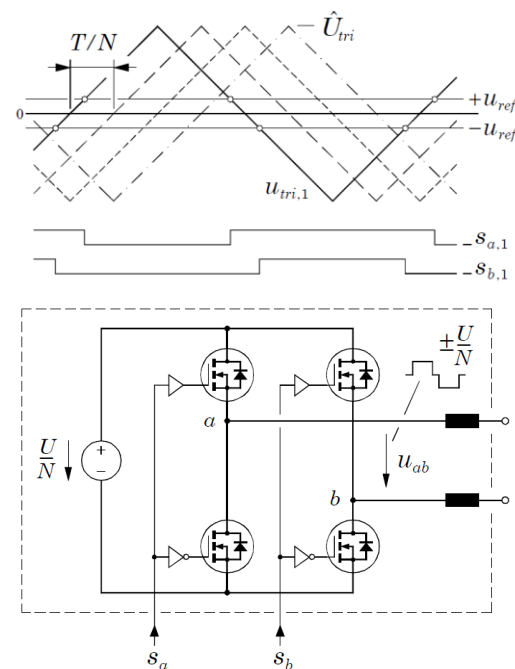 T/N
– Û_tri
0
+u_ref
−u_ref
u_tri,1
s_a,1
s_b,1
±U/N
a
U/N
+
−
u_ab
b
s_a
s_b